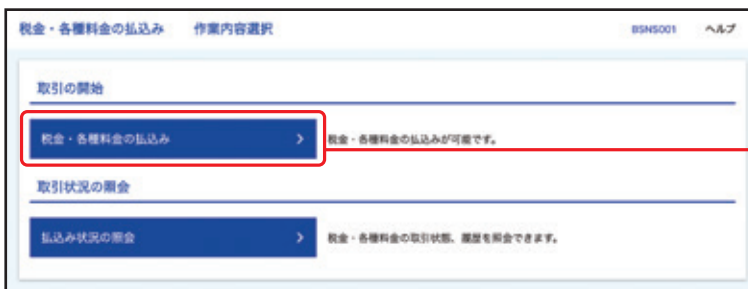 税金・各種料金の払込み 作業内容選択 BSNS001 ヘルプ
取引の開始
税金・各種料金の払込み 税金・各種料金の払込みが可能です。
取引状況の照会
払込み状況の照会 税金・各種料金の取引状態、履歴を照会できます。